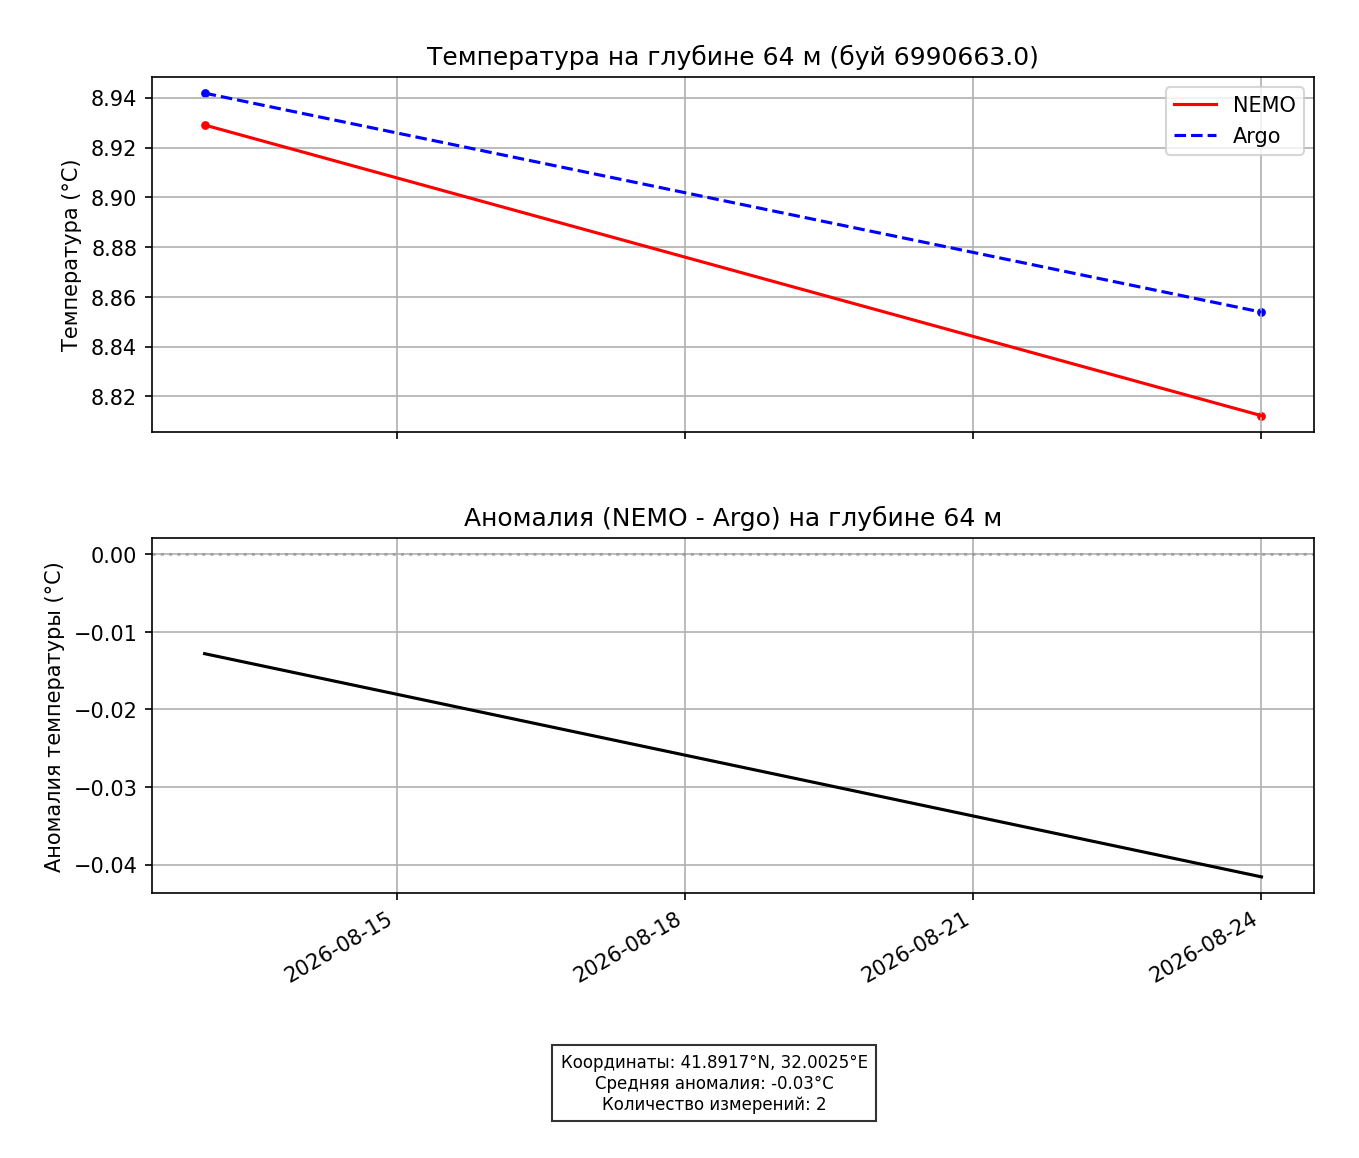 Температура на глубине 64 м (буй 6990663.0)
Температура (°C)
8.94
8.92
8.90
8.88
8.86
8.84
8.82
NEMO
Argo
Аномалия (NEMO - Argo) на глубине 64 м
Аномалия температуры (°C)
0.00
−0.01
−0.02
−0.03
−0.04
2026-08-15
2026-08-18
2026-08-21
2026-08-24
Координаты: 41.8917°N, 32.0025°E
Средняя аномалия: -0.03°C
Количество измерений: 2